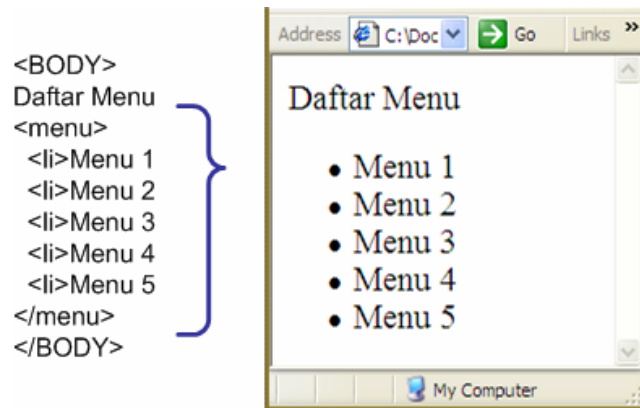 <BODY>
Daftar Menu
<menu>
<li>Menu 1
<li>Menu 2
<li>Menu 3
<li>Menu 4
<li>Menu 5
</menu>
</BODY>
Address C:\Doc Go Links »
Daftar Menu
• Menu 1
• Menu 2
• Menu 3
• Menu 4
• Menu 5
My Computer